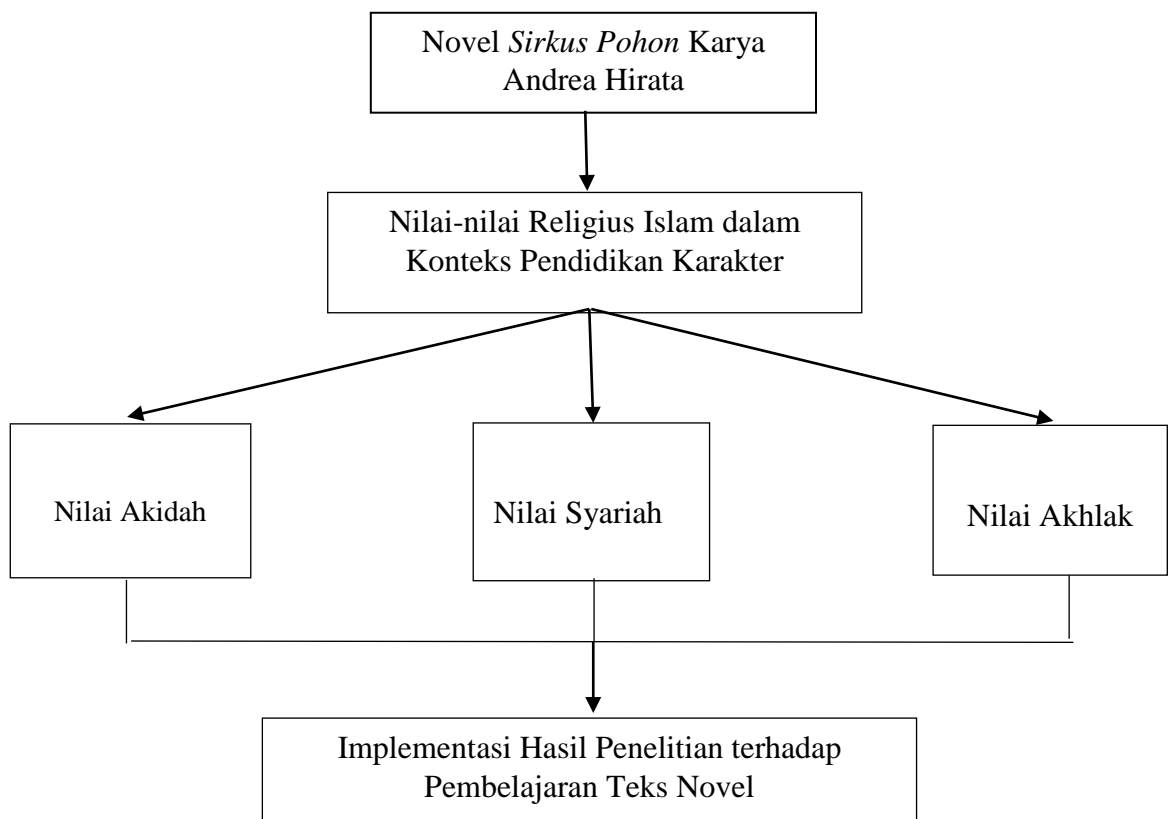 Novel Sirkus Pohon Karya
Andrea Hirata
Nilai-nilai Religius Islam dalam
Konteks Pendidikan Karakter
Nilai Akidah
Nilai Syariah
Nilai Akhlak
Implementasi Hasil Penelitian terhadap
Pembelajaran Teks Novel